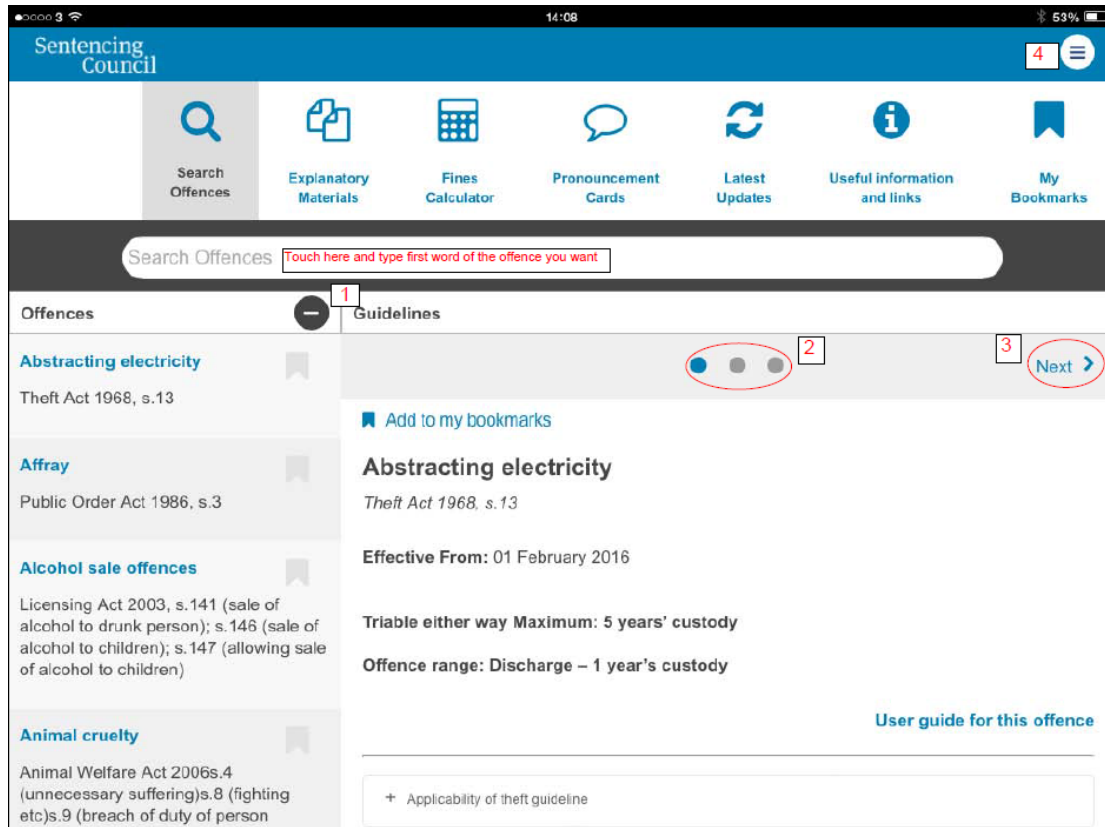 3 14:08 53%
Sentencing
Council
4
Search
Offences
Explanatory
Materials
Fines
Calculator
Pronouncement
Cards
Latest
Updates
Useful information
and links
My
Bookmarks
Search Offences Touch here and type first word of the offence you want
1
Offences
Abstracting electricity
Theft Act 1968, s.13
Affray
Public Order Act 1986, s.3
Alcohol sale offences
Licensing Act 2003, s.141 (sale of
alcohol to drunk person); s.146 (sale of
alcohol to children); s.147 (allowing sale
of alcohol to children)
Animal cruelty
Animal Welfare Act 2006s.4
(unnecessary suffering)s.8 (fighting
etc)s.9 (breach of duty of person
Guidelines
2
3
Next
Add to my bookmarks
Abstracting electricity
Theft Act 1968, s.13
Effective From: 01 February 2016
Triable either way Maximum: 5 years' custody
Offence range: Discharge – 1 year's custody
User guide for this offence
+ Applicability of theft guideline